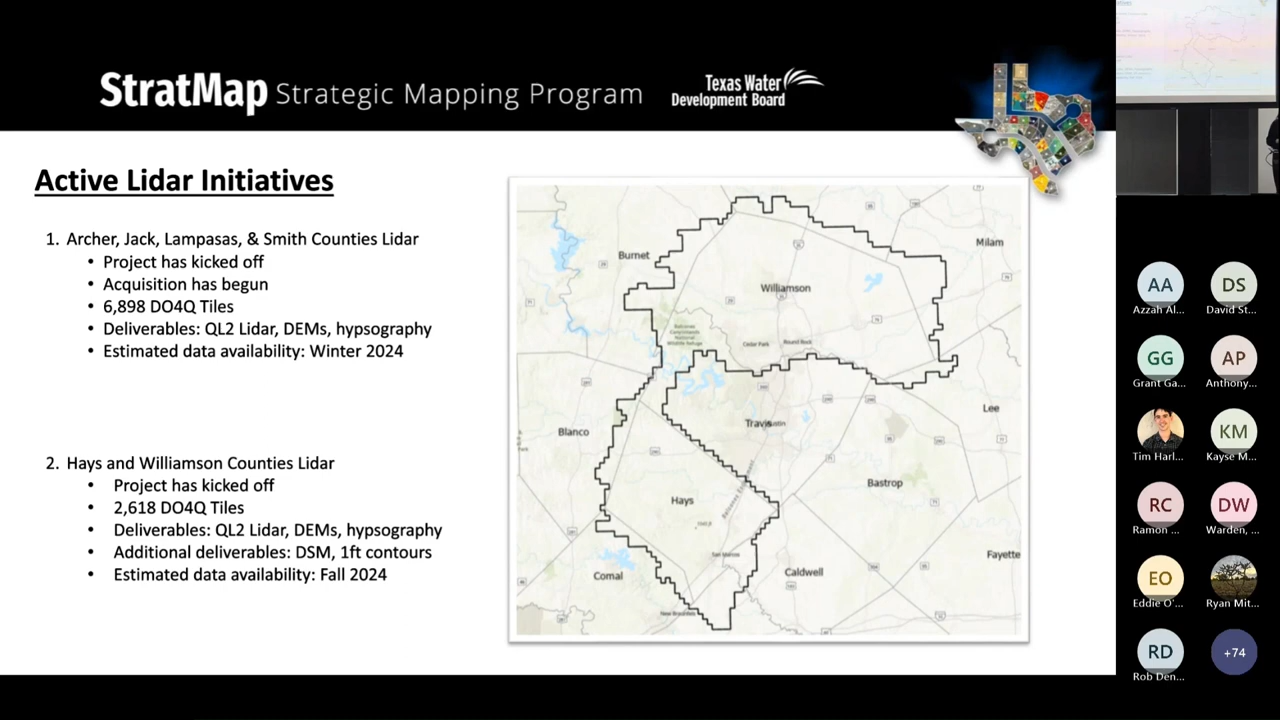 StratMap Strategic Mapping Program
Texas Water
Development Board
Active Lidar Initiatives
1. Archer, Jack, Lampasas, & Smith Counties Lidar
• Project has kicked off
• Acquisition has begun
• 6,898 DO4Q Tiles
• Deliverables: QL2 Lidar, DEMs, hypsography
• Estimated data availability: Winter 2024
2. Hays and Williamson Counties Lidar
• Project has kicked off
• 2,618 DO4Q Tiles
• Deliverables: QL2 Lidar, DEMs, hypsography
• Additional deliverables: DSM, 1ft contours
• Estimated data availability: Fall 2024
Milam
Burnet
Williamson
Balcones
Canyonlands
National
Wildlife Refuge
Cedar Park
Round Rock
Lee
Travis
Blanco
Bastrop
Hays
San Marcos
Fayette
Caldwell
Comal
New Braunfels
AA
Azzah Al...
DS
David St...
GG
Grant Ga...
AP
Anthony...
Tim Harl...
KM
Kayse M...
RC
Ramon ...
DW
Warden, ...
EO
Eddie O'...
Ryan Mit...
RD
Rob Den...
+74